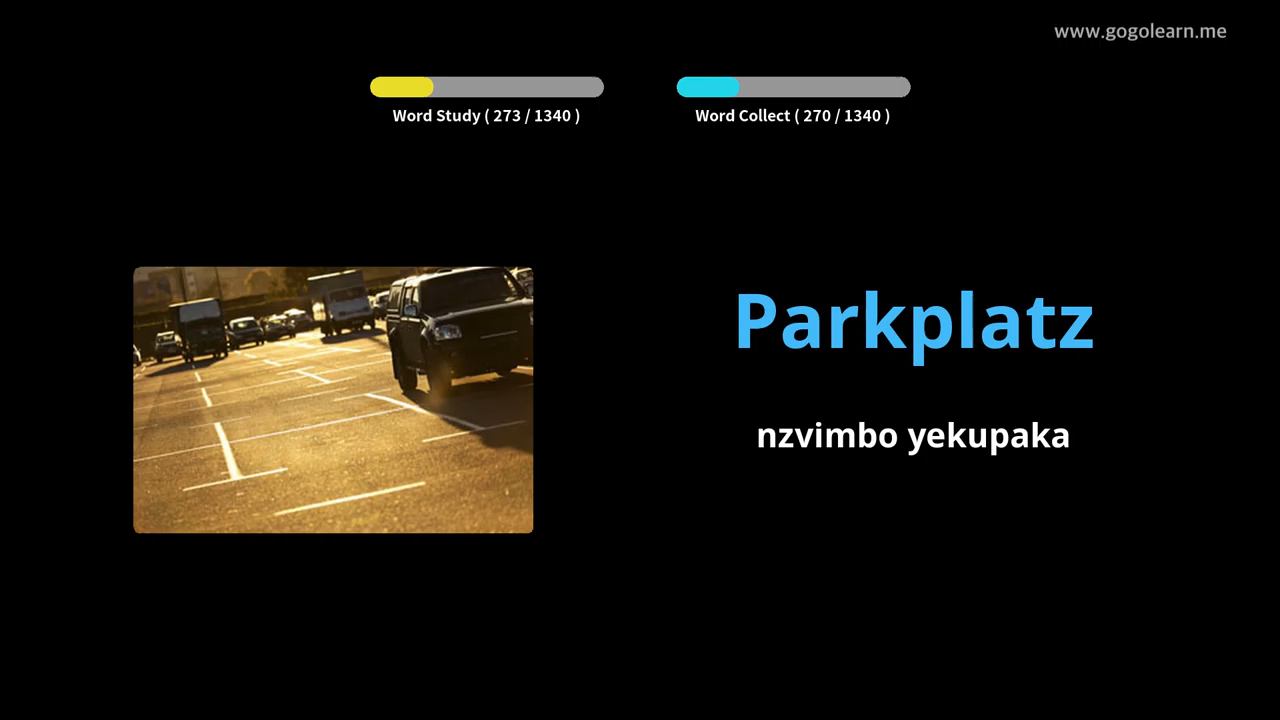 www.gogolearn.me
Word Study ( 273 / 1340 )
Word Collect ( 270 / 1340 )
Parkplatz
nzvimbo yekupaka